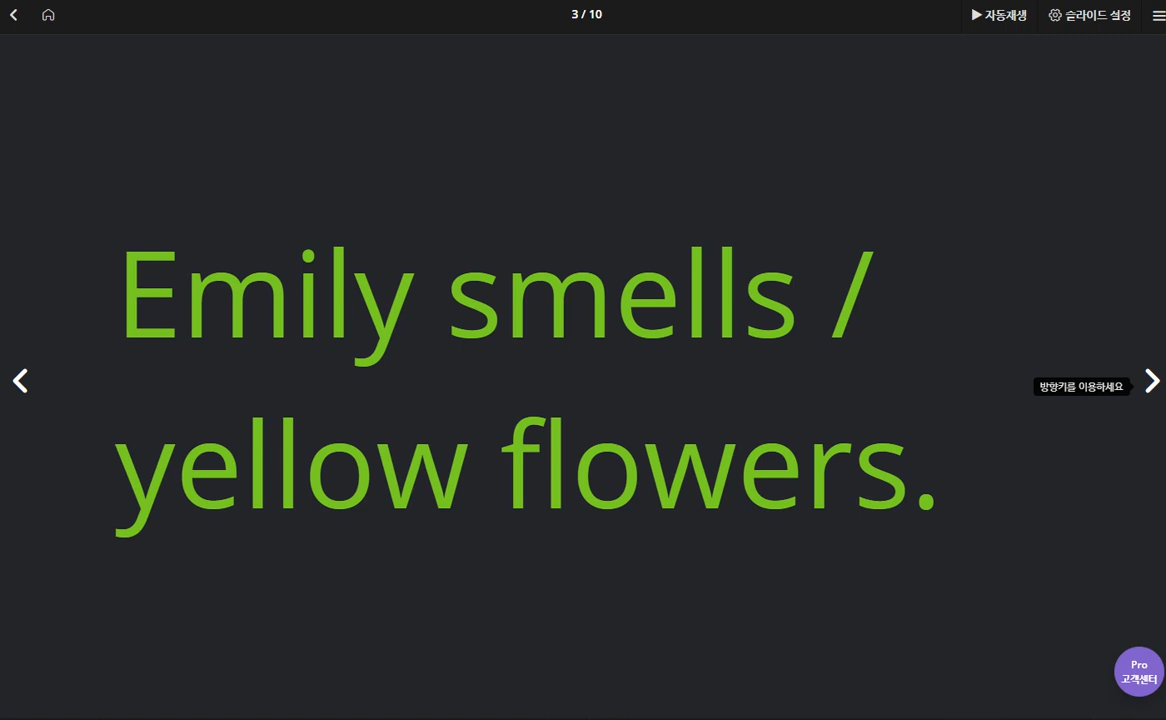 3 / 10
자동재생
슬라이드 설정
Emily smells /
yellow flowers.
방향키를 이용하세요
Pro
고객센터